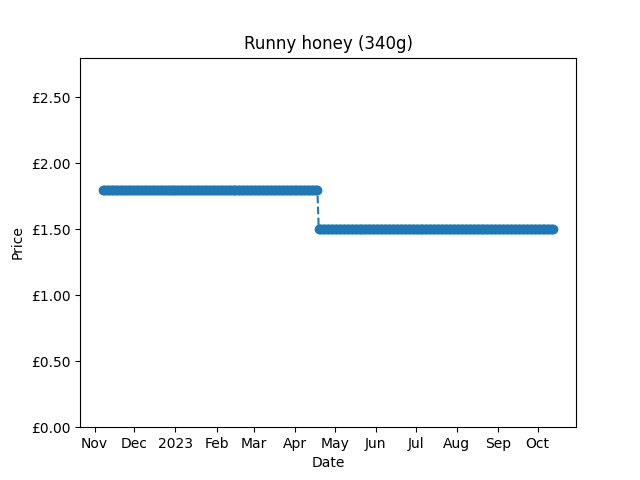 Runny honey (340g)
£2.50
£2.00
£1.50
£1.00
£0.50
£0.00
Price
Nov Dec 2023 Feb Mar Apr May Jun Jul Aug Sep Oct
Date